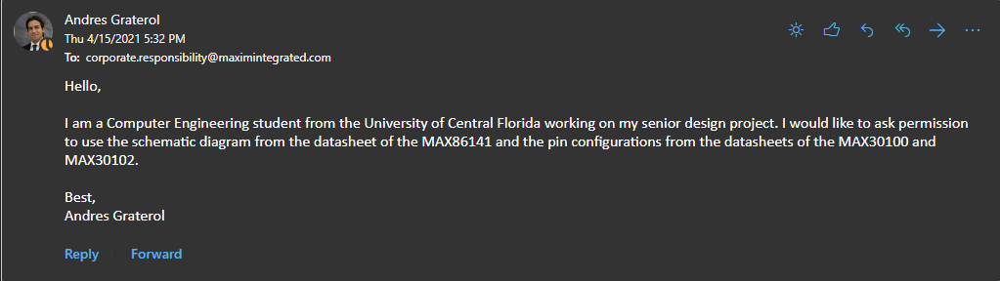 Andres Graterol
Thu 4/15/2021 5:32 PM
To: corporate.responsibility@maximintegrated.com
Hello,
I am a Computer Engineering student from the University of Central Florida working on my senior design project. I would like to ask permission
to use the schematic diagram from the datasheet of the MAX86141 and the pin configurations from the datasheets of the MAX30100 and
MAX30102.
Best,
Andres Graterol
Reply Forward